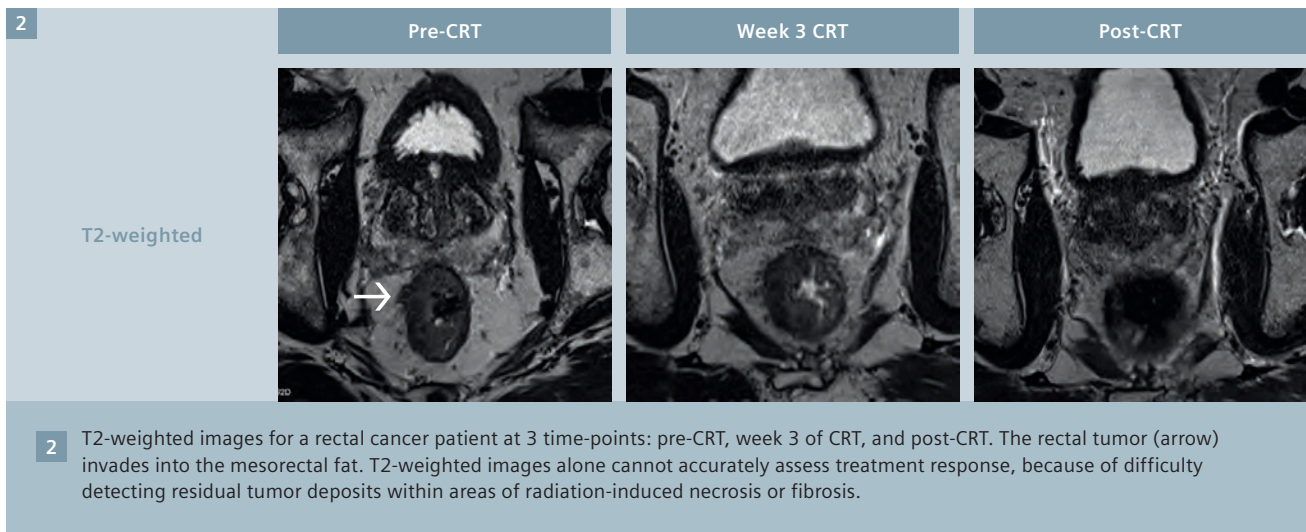 2
Pre-CRT
Week 3 CRT
Post-CRT
T2-weighted
2
T2-weighted images for a rectal cancer patient at 3 time-points: pre-CRT, week 3 of CRT, and post-CRT. The rectal tumor (arrow)
invades into the mesorectal fat. T2-weighted images alone cannot accurately assess treatment response, because of difficulty
detecting residual tumor deposits within areas of radiation-induced necrosis or fibrosis.